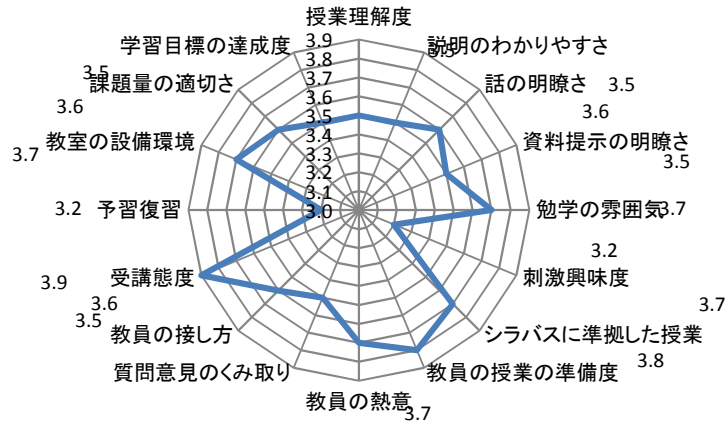 授業理解度
3.9
学習目標の達成度
説明のわかりやすさ
3.5
3.8
3.5
課題量の適切さ
3.7
話の明瞭さ
3.5
3.6
3.6
3.6
3.5
教室の設備環境
3.4
資料提示の明瞭さ
3.7
3.3
3.5
3.2
3.1
3.2
予習復習
3.0
勉学の雰囲気
3.7
3.2
受講態度
刺激興味度
3.9
3.6
3.7
3.5
教員の接し方
シラバスに準拠した授業
3.8
質問意見のくみ取り
教員の授業の準備度
教員の熱意
3.7